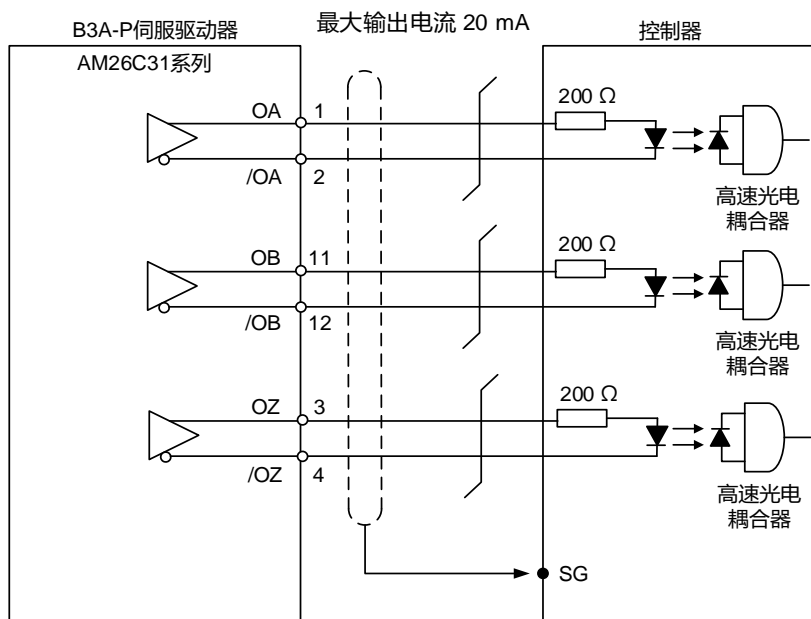 最大输出电流 20 mA
B3A-P伺服驱动器
控制器
AM26C31系列
OA
1
200 Ω
/OA
2
高速光电
耦合器
OB
11
200 Ω
/OB
12
高速光电
耦合器
OZ
3
200 Ω
/OZ
4
高速光电
耦合器
SG